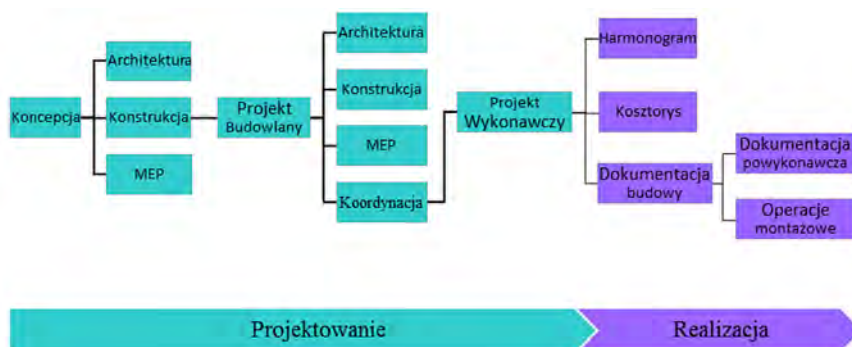 Koncepcja
Architektura
Konstrukcja
MEP
Projekt
Budowlany
Architektura
Konstrukcja
MEP
Koordynacja
Projekt
Wykonawczy
Harmonogram
Kosztorys
Dokumentacja
budowy
Dokumentacja
powykonawcza
Operacje
montażowe
Projektowanie
Realizacja